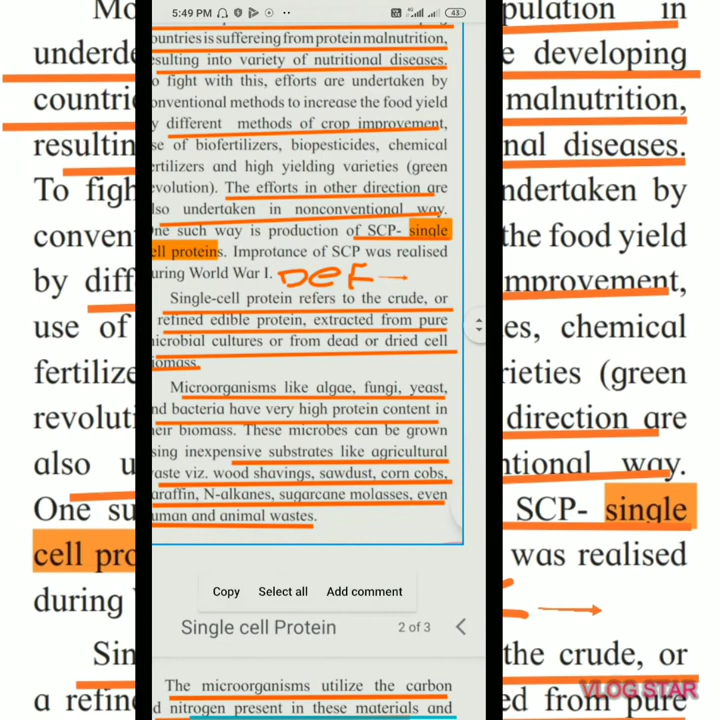 Mo
underde
countri
resulting
To figh
conven
by diff
use of
fertilize
revoluti
also u
One su
cell pro
during
Sin
a refin
5:49 PM
4G
43
ountries is suffereing from protein malnutrition,
esulting into variety of nutritional diseases.
o fight with this, efforts are undertaken by
onventional methods to increase the food yield
y different methods of crop improvement,
se of biofertilizers, biopesticides, chemical
ertilizers and high yielding varieties (green
evolution). The efforts in other direction are
lso undertaken in nonconventional way.
ne such way is production of SCP- single
ell proteins. Improtance of SCP was realised
uring World War I. DEF
Single-cell protein refers to the crude, or
refined edible protein, extracted from pure
icrobial cultures or from dead or dried cell
iomass.
Microorganisms like algae, fungi, yeast,
nd bacteria have very high protein content in
heir biomass. These microbes can be grown
sing inexpensive substrates like agricultural
aste viz. wood shavings, sawdust, corn cobs,
araffin, N-alkanes, sugarcane molasses, even
uman and animal wastes.
Copy Select all Add comment
Single cell Protein 2 of 3
The microorganisms utilize the carbon
d nitrogen present in these materials and
pulation in
e developing
malnutrition,
nal diseases.
ndertaken by
the food yield
mprovement,
es, chemical
rieties (green
direction are
ntional way.
SCP- single
was realised
the crude, or
ed from pure
VLOG STAR